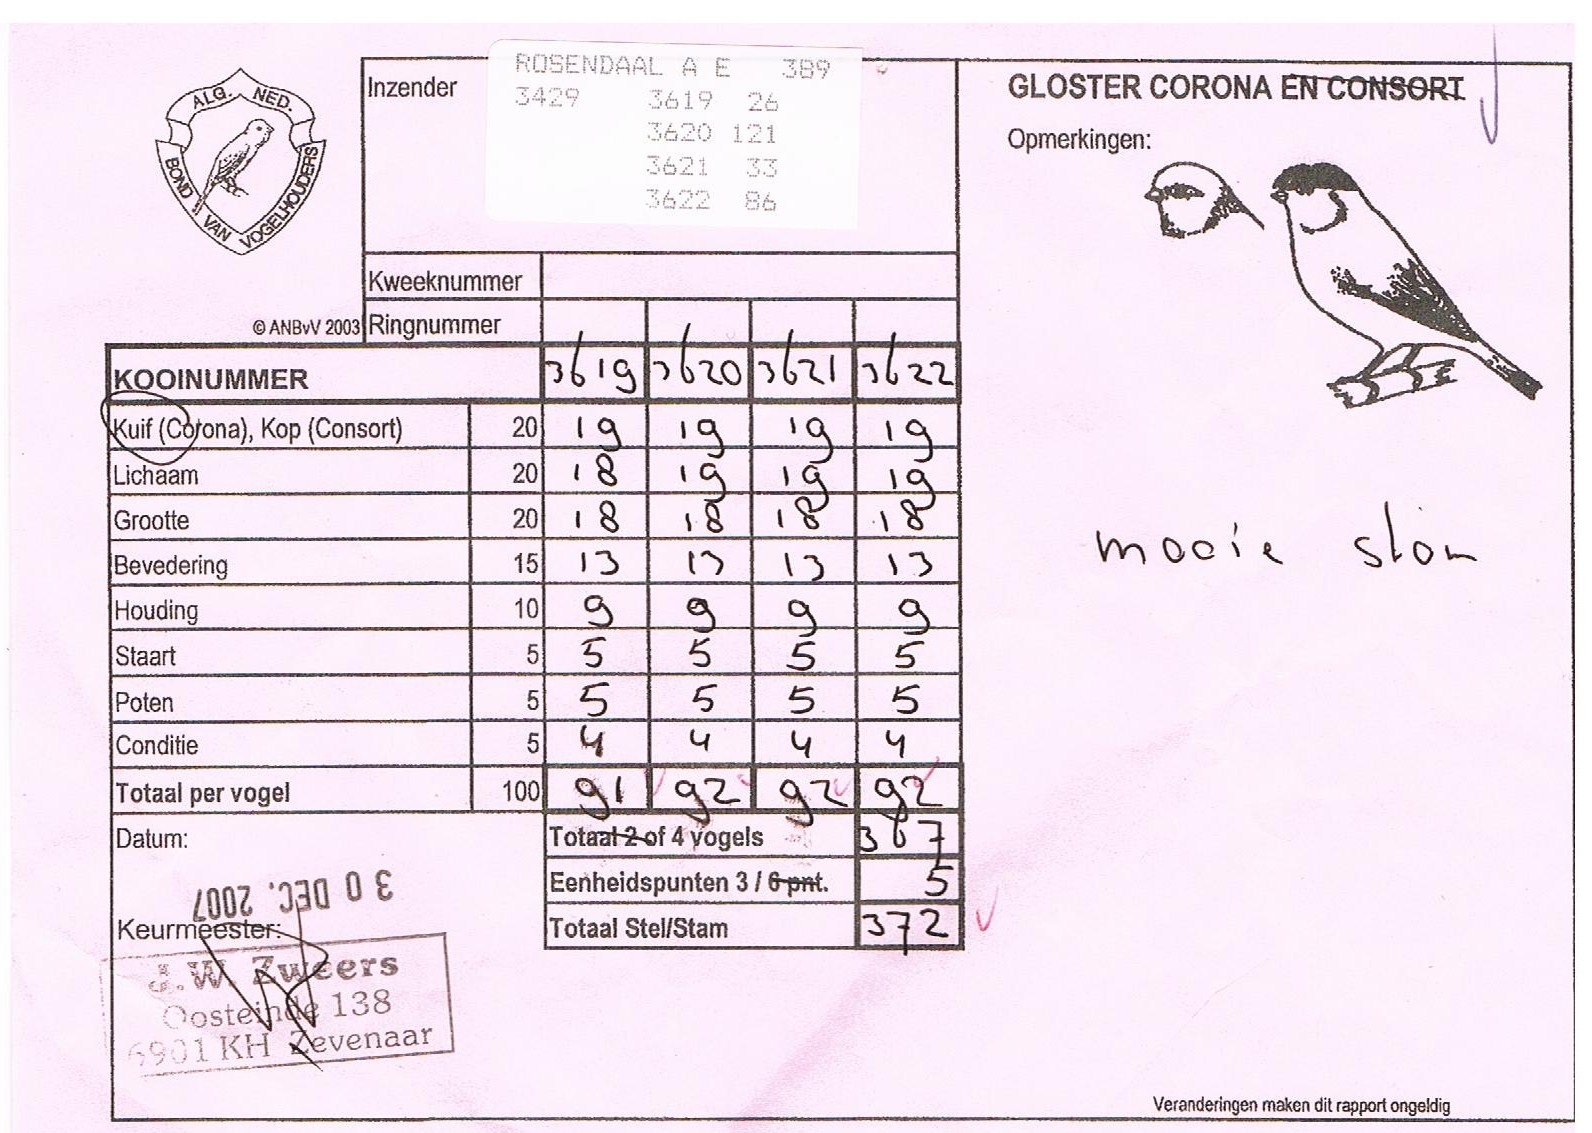 ALG. NED.
BOND VAN VOGELHOUDERS
Inzender
ROSENDAAL A E 389
3429 3619 26
3620 121
3621 33
3622 86
GLOSTER CORONA EN CONSORT
Opmerkingen:
Kweeknummer
© ANBvV 2003 Ringnummer
KOOINUMMER 3619 3620 3621 3622
Kuif (Corona), Kop (Consort) 20 19 19 19 19
Lichaam 20 18 19 19 19
Grootte 20 18 18 18 18
Bevedering 15 13 13 13 13
Houding 10 9 9 9 9
Staart 5 5 5 5 5
Poten 5 5 5 5 5
Conditie 5 4 4 4 4
Totaal per vogel 100 91 92 92 92
mooie stam
Datum:
Totaal 2 of 4 vogels 367
Eenheidspunten 3 / 6 pnt. 5
Totaal Stel/Stam 372
30 DEC. 2007
Keurmeester:
J.W. Zweers
Oosteinde 138
6901 KH Zevenaar
Veranderingen maken dit rapport ongeldig